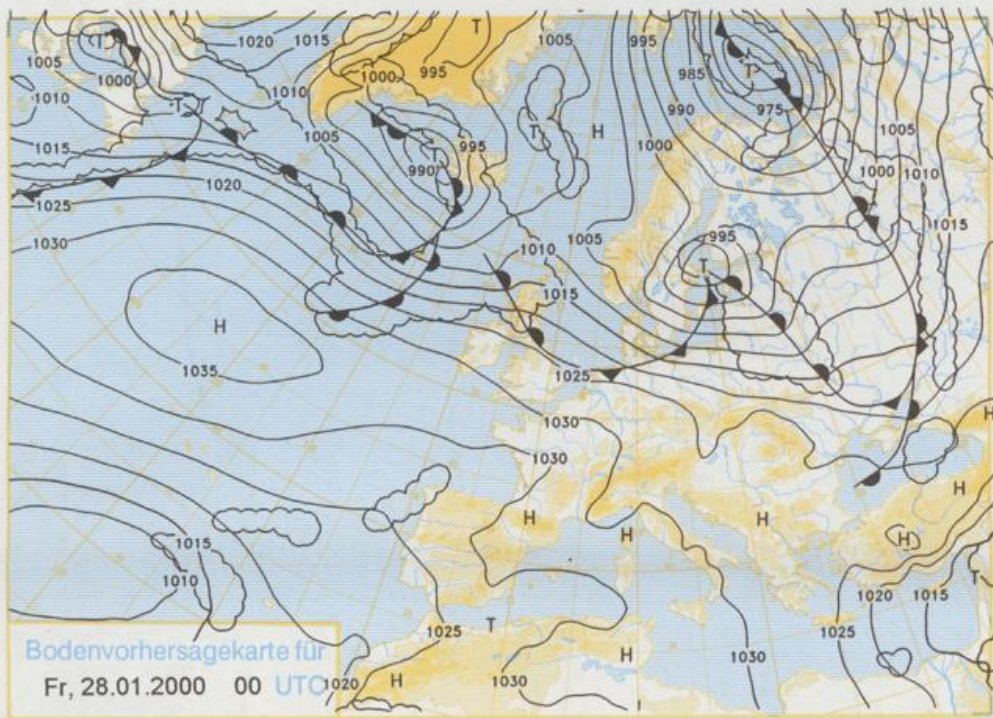 1020 1015 1005 995 T
T T
1005 1000 995 985 T
1000 1010 990 975
1010 T 1010 1005
T H
1015 1005 995 1000 1005
T 1000 1010
1020 990
1025 1015
1030 1010 1005 995
T
1015
H
1035 1025
1030 H
1030
H H
H H H
1015
1010 T
1020 1015
1025 T 1025
Bodenvorhersagekarte für H 1030
Fr, 28.01.2000 00 UTC 1020 H 1030